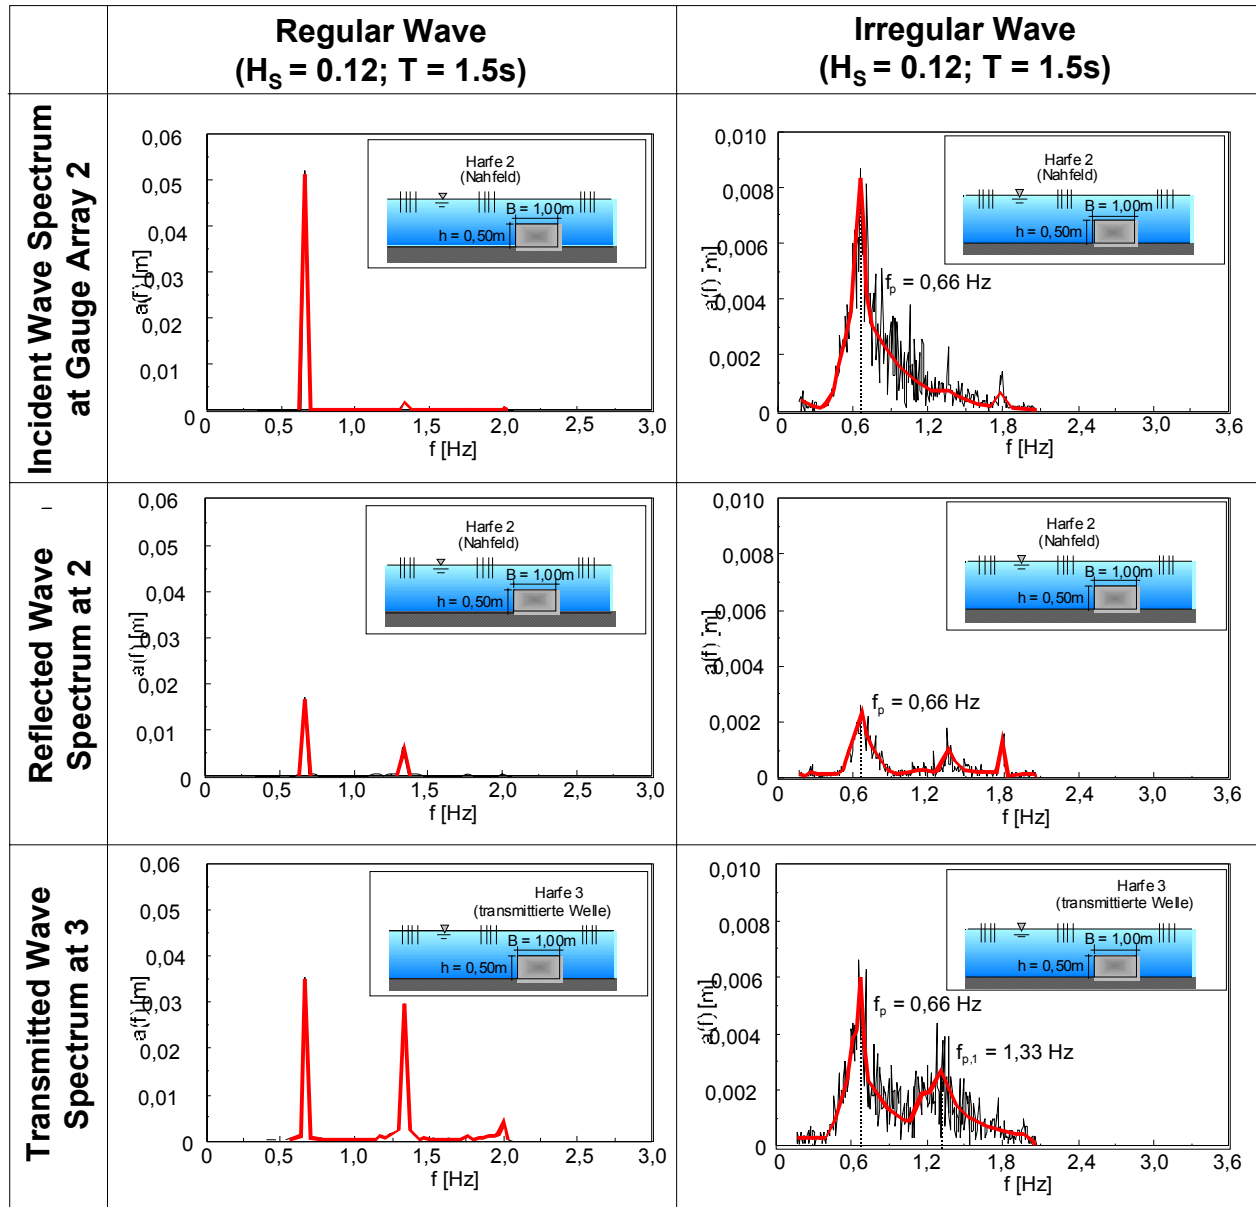 Regular Wave
(H_S = 0.12; T = 1.5s)
Irregular Wave
(H_S = 0.12; T = 1.5s)
Incident Wave Spectrum
at Gauge Array 2
0,06
0,05
0,04
0,03
0,02
0,01
0
a(f) [m]
0 0,5 1,0 1,5 2,0 2,5 3,0
f [Hz]
Harfe 2
(Nahfeld)
B = 1,00m
h = 0,50m
0,010
0,008
0,006
0,004
0,002
0
a(f) [m]
f_p = 0,66 Hz
0 0,6 1,2 1,8 2,4 3,0 3,6
f [Hz]
Harfe 2
(Nahfeld)
B = 1,00m
h = 0,50m
Reflected Wave
Spectrum at 2
0,06
0,05
0,04
0,03
0,02
0,01
0
a(f) [m]
0 0,5 1,0 1,5 2,0 2,5 3,0
f [Hz]
Harfe 2
(Nahfeld)
B = 1,00m
h = 0,50m
0,010
0,008
0,006
0,004
0,002
0
a(f) [m]
f_p = 0,66 Hz
0 0,6 1,2 1,8 2,4 3,0 3,6
f [Hz]
Harfe 2
(Nahfeld)
B = 1,00m
h = 0,50m
Transmitted Wave
Spectrum at 3
0,06
0,05
0,04
0,03
0,02
0,01
0
a(f) [m]
0 0,5 1,0 1,5 2,0 2,5 3,0
f [Hz]
Harfe 3
(transmittierte Welle)
B = 1,00m
h = 0,50m
0,010
0,008
0,006
0,004
0,002
0
a(f) [m]
f_p = 0,66 Hz
f_p,1 = 1,33 Hz
0 0,6 1,2 1,8 2,4 3,0 3,6
f [Hz]
Harfe 3
(transmittierte Welle)
B = 1,00m
h = 0,50m